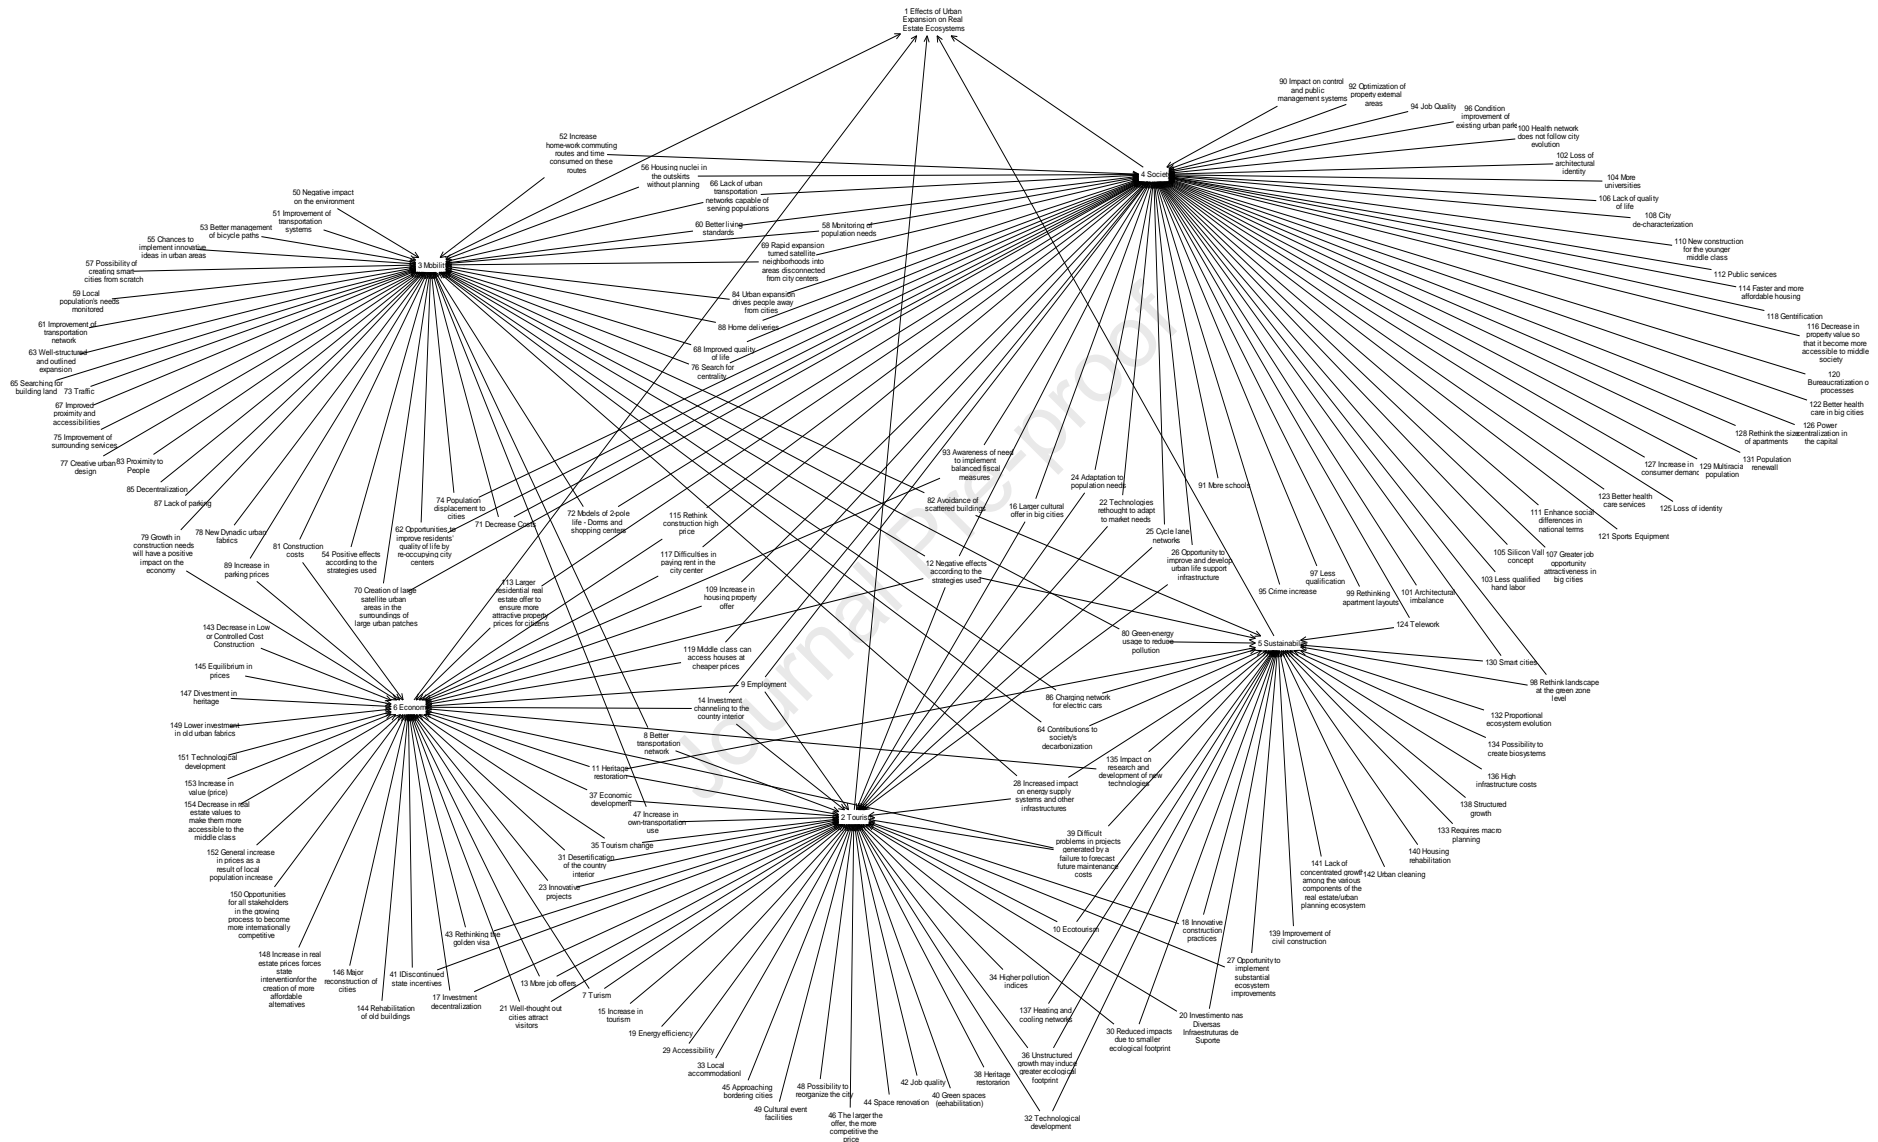 1 Effects of Urban
Expansion on Real
Estate Ecosystems
90 Impact on control
and public
management systems
92 Optimization of
property external
areas
94 Job Quality
96 Condition
improvement of
existing urban park
100 Health network
does not follow city
evolution
102 Loss of
architectural
identity
104 More
universities
106 Lack of quality
of life
108 City
de-characterization
110 New construction
for the younger
middle class
112 Public services
114 Faster and more
affordable housing
118 Gentrification
116 Decrease in
property value so
that it become more
accessible to middle
society
120
Bureaucratization o
processes
122 Better health
care in big cities
126 Power
centralization in
the capital
128 Rethink the size
of apartments
131 Population
renewall
129 Multiracia
population
127 Increase in
consumer demand
125 Loss of identity
123 Better health
care services
121 Sports Equipment
111 Enhance social
differences in
national terms
107 Greater job
opportunity
attractiveness in
big cities
105 Silicon Vall
concept
103 Less qualified
hand labor
101 Architectural
imbalance
99 Rethinking
apartment layouts
97 Less
qualification
95 Crime increase
91 More schools
4 Societ
52 Increase
home-work commuting
routes and time
consumed on these
routes
56 Housing nuclei in
the outskirts
without planning
66 Lack of urban
transportation
networks capable of
serving populations
60 Better living
standards
58 Monitoring of
population needs
69 Rapid expansion
turned satellite
neighborhoods into
areas disconnected
from city centers
84 Urban expansion
drives people away
from cities
88 Home deliveries
68 Improved quality
of life
76 Search for
centrality
50 Negative impact
on the environment
51 Improvement of
transportation
systems
53 Better management
of bicycle paths
55 Chances to
implement innovative
ideas in urban areas
57 Possibility of
creating smart
cities from scratch
59 Local
population's needs
monitored
61 Improvement of
transportation
network
63 Well-structured
and outlined
expansion
65 Searching for
building land
73 Traffic
67 Improved
proximity and
accessibilities
75 Improvement of
surrounding services
77 Creative urban
design
83 Proximity to
People
85 Decentralization
87 Lack of parking
3 Mobilit
79 Growth in
construction needs
will have a positive
impact on the
economy
78 New Dynadic urban
fabrics
89 Increase in
parking prices
81 Construction
costs
54 Positive effects
according to the
strategies used
62 Opportunities to
improve residents'
quality of life by
re-occupying city
centers
74 Population
displacement to
cities
71 Decrease Costs
70 Creation of large
satellite urban
areas in the
surroundings of
large urban patches
72 Models of 2-pole
life - Dorms and
shopping centers
115 Rethink
construction high
price
117 Difficulties in
paying rent in the
city center
113 Larger
residential real
estate offer to
ensure more
attractive property
prices for citizens
109 Increase in
housing property
offer
119 Middle class can
access houses at
cheaper prices
93 Awareness of need
to implement
balanced fiscal
measures
82 Avoidance of
scattered buildings
16 Larger cultural
offer in big cities
24 Adaptation to
population needs
22 Technologies
rethought to adapt
to market needs
25 Cycle lane
networks
26 Opportunity to
improve and develop
urban life support
infrastructure
12 Negative effects
according to the
strategies used
80 Green-energy
usage to reduce
pollution
5 Sustainabili
124 Telework
130 Smart cities
98 Rethink landscape
at the green zone
level
132 Proportional
ecosystem evolution
134 Possibility to
create biosystems
136 High
infrastructure costs
138 Structured
growth
133 Requires macro
planning
140 Housing
rehabilitation
142 Urban cleaning
141 Lack of
concentrated growth
among the various
components of the
real estate/urban
planning ecosystem
139 Improvement of
civil construction
143 Decrease in Low
or Controlled Cost
Construction
145 Equilibrium in
prices
147 Divestment in
heritage
149 Lower investment
in old urban fabrics
151 Technological
development
153 Increase in
value (price)
154 Decrease in real
estate values to
make them more
accessible to the
middle class
152 General increase
in prices as a
result of local
population increase
150 Opportunities
for all stakeholders
in the growing
process to become
more internationally
competitive
148 Increase in real
estate prices forces
state
interventionfor the
creation of more
affordable
alternatives
146 Major
reconstruction of
cities
144 Rehabilitation
of old buildings
6 Econom
9 Employment
14 Investment
channeling to the
country interior
8 Better
transportation
network
11 Heritage
restoration
37 Economic
development
47 Increase in
own-transportation
use
35 Tourism change
31 Desertification
of the country
interior
23 Innovative
projects
43 Rethinking the
golden visa
41 IDiscontinued
state incentives
17 Investment
decentralization
13 More job offers
21 Well-thought out
cities attract
visitors
7 Turism
15 Increase in
tourism
19 Energy efficiency
29 Accessibility
33 Local
accommodationl
45 Approaching
bordering cities
49 Cultural event
facilities
48 Possibility to
reorganize the city
46 The larger the
offer, the more
competitive the
price
44 Space renovation
42 Job quality
40 Green spaces
(eehabilitation)
38 Heritage
restorarion
36 Unstructured
growth may induce
greater ecological
footprint
32 Technological
development
2 Touris
86 Charging network
for electric cars
64 Contributions to
society's
decarbonization
135 Impact on
research and
development of new
technologies
28 Increased impact
on energy supply
systems and other
infrastructures
39 Difficult
problems in projects
generated by a
failure to forecast
future maintenance
costs
10 Ecotourism
18 Innovative
construction
practices
34 Higher pollution
indices
137 Heating and
cooling networks
30 Reduced impacts
due to smaller
ecological footprint
20 Investimento nas
Diversas
Infraestruturas de
Suporte
27 Opportunity to
implement
substantial
ecosystem
improvements
Journal Pre-proof